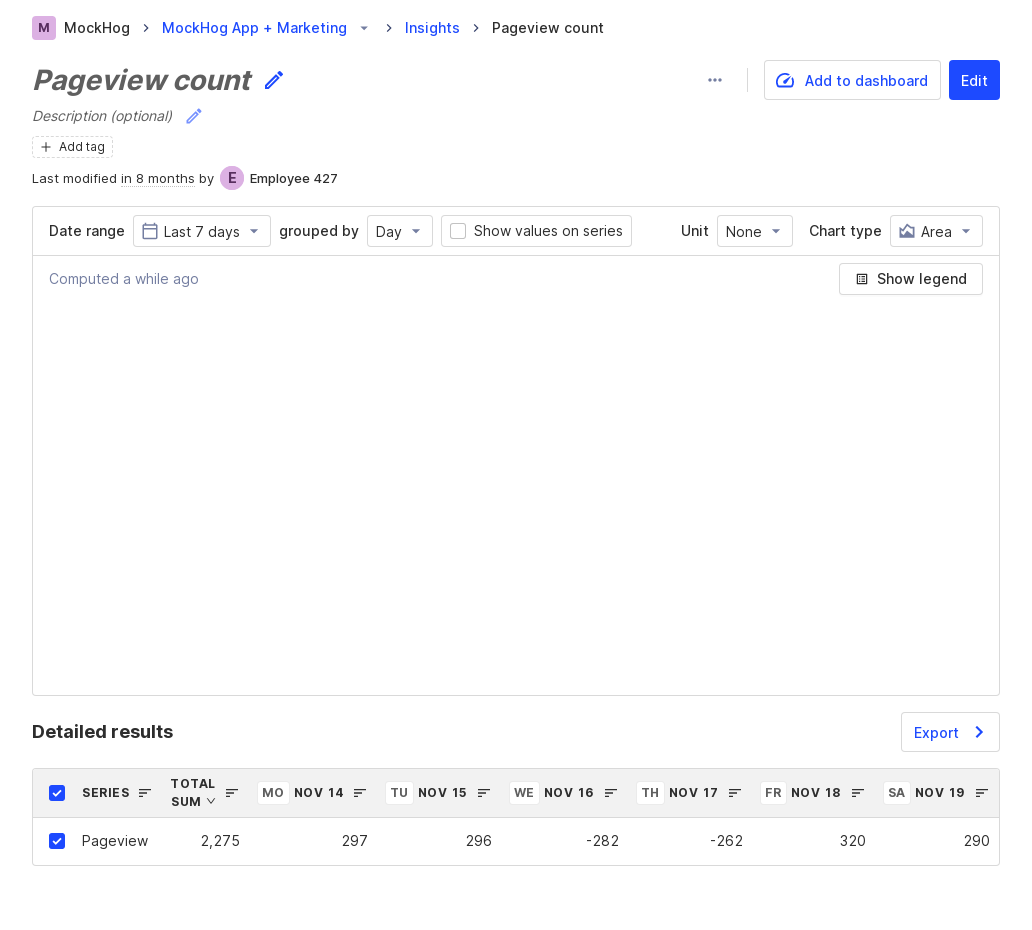 M MockHog MockHog App + Marketing Insights Pageview count
Pageview count
Add to dashboard Edit
Description (optional)
Add tag
Last modified in 8 months by E Employee 427
Date range Last 7 days grouped by Day Show values on series Unit None Chart type Area
Computed a while ago Show legend
Detailed results Export
SERIES TOTAL SUM MO NOV 14 TU NOV 15 WE NOV 16 TH NOV 17 FR NOV 18 SA NOV 19
Pageview 2,275 297 296 -282 -262 320 290